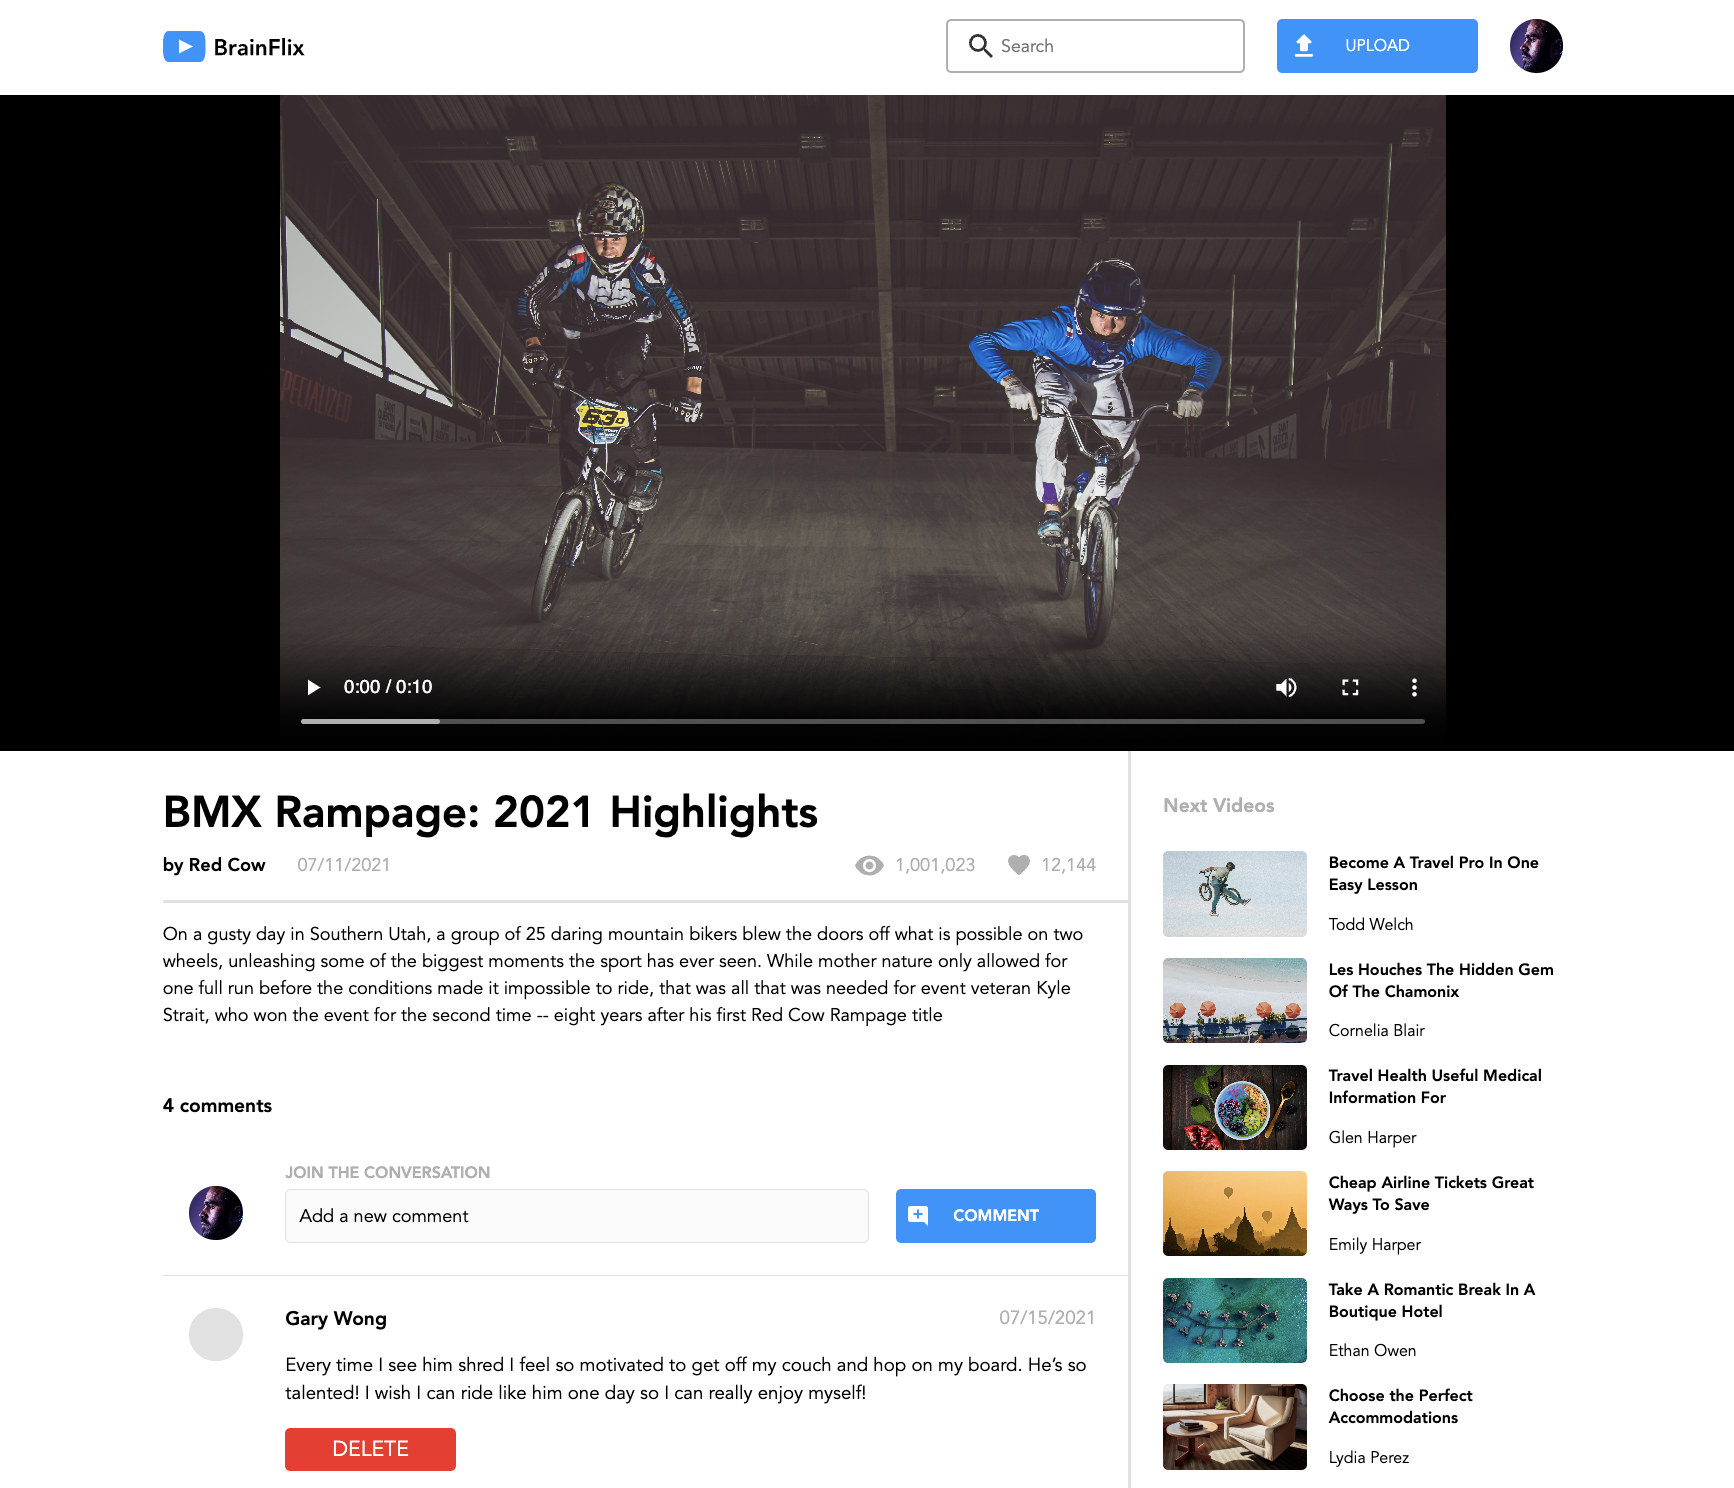 BrainFlix
Search
UPLOAD
SPECIALIZED
VGAS
63
0:00 / 0:10
BMX Rampage: 2021 Highlights
by Red Cow 07/11/2021 1,001,023 12,144
On a gusty day in Southern Utah, a group of 25 daring mountain bikers blew the doors off what is possible on two
wheels, unleashing some of the biggest moments the sport has ever seen. While mother nature only allowed for
one full run before the conditions made it impossible to ride, that was all that was needed for event veteran Kyle
Strait, who won the event for the second time -- eight years after his first Red Cow Rampage title
4 comments
JOIN THE CONVERSATION
Add a new comment
COMMENT
Gary Wong 07/15/2021
Every time I see him shred I feel so motivated to get off my couch and hop on my board. He’s so
talented! I wish I can ride like him one day so I can really enjoy myself!
DELETE
Next Videos
Become A Travel Pro In One
Easy Lesson
Todd Welch
Les Houches The Hidden Gem
Of The Chamonix
Cornelia Blair
Travel Health Useful Medical
Information For
Glen Harper
Cheap Airline Tickets Great
Ways To Save
Emily Harper
Take A Romantic Break In A
Boutique Hotel
Ethan Owen
Choose the Perfect
Accommodations
Lydia Perez